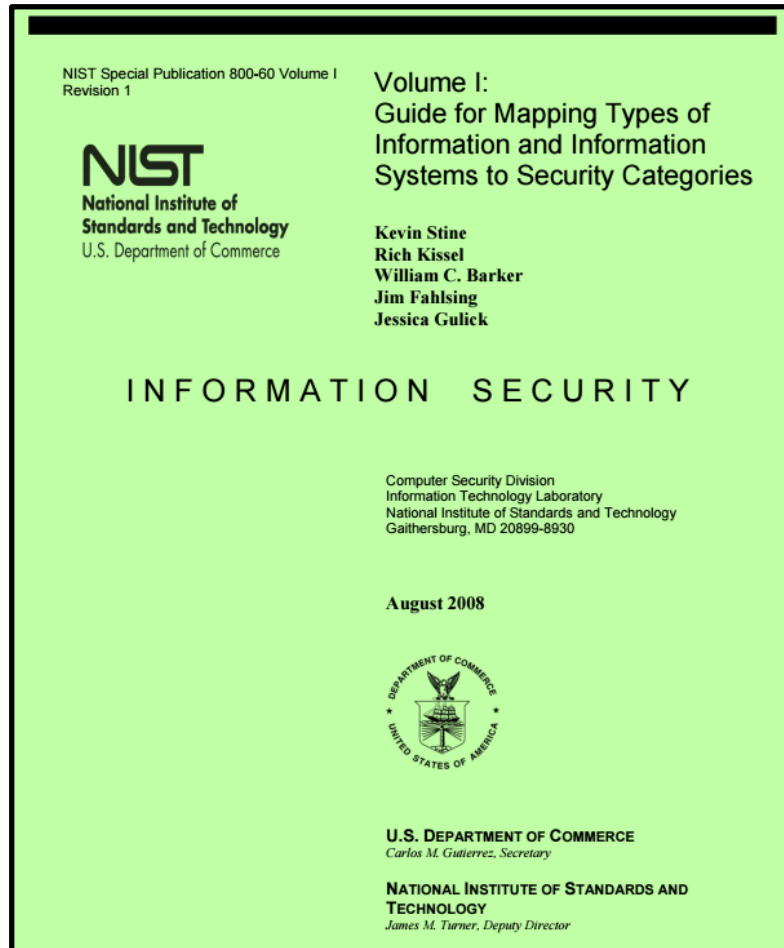 NIST Special Publication 800-60 Volume I
Revision 1
NIST
National Institute of
Standards and Technology
U.S. Department of Commerce
Volume I:
Guide for Mapping Types of
Information and Information
Systems to Security Categories
Kevin Stine
Rich Kissel
William C. Barker
Jim Fahlsing
Jessica Gulick
INFORMATION SECURITY
Computer Security Division
Information Technology Laboratory
National Institute of Standards and Technology
Gaithersburg, MD 20899-8930
August 2008
DEPARTMENT OF COMMERCE
UNITED STATES OF AMERICA
U.S. DEPARTMENT OF COMMERCE
Carlos M. Gutierrez, Secretary
NATIONAL INSTITUTE OF STANDARDS AND
TECHNOLOGY
James M. Turner, Deputy Director